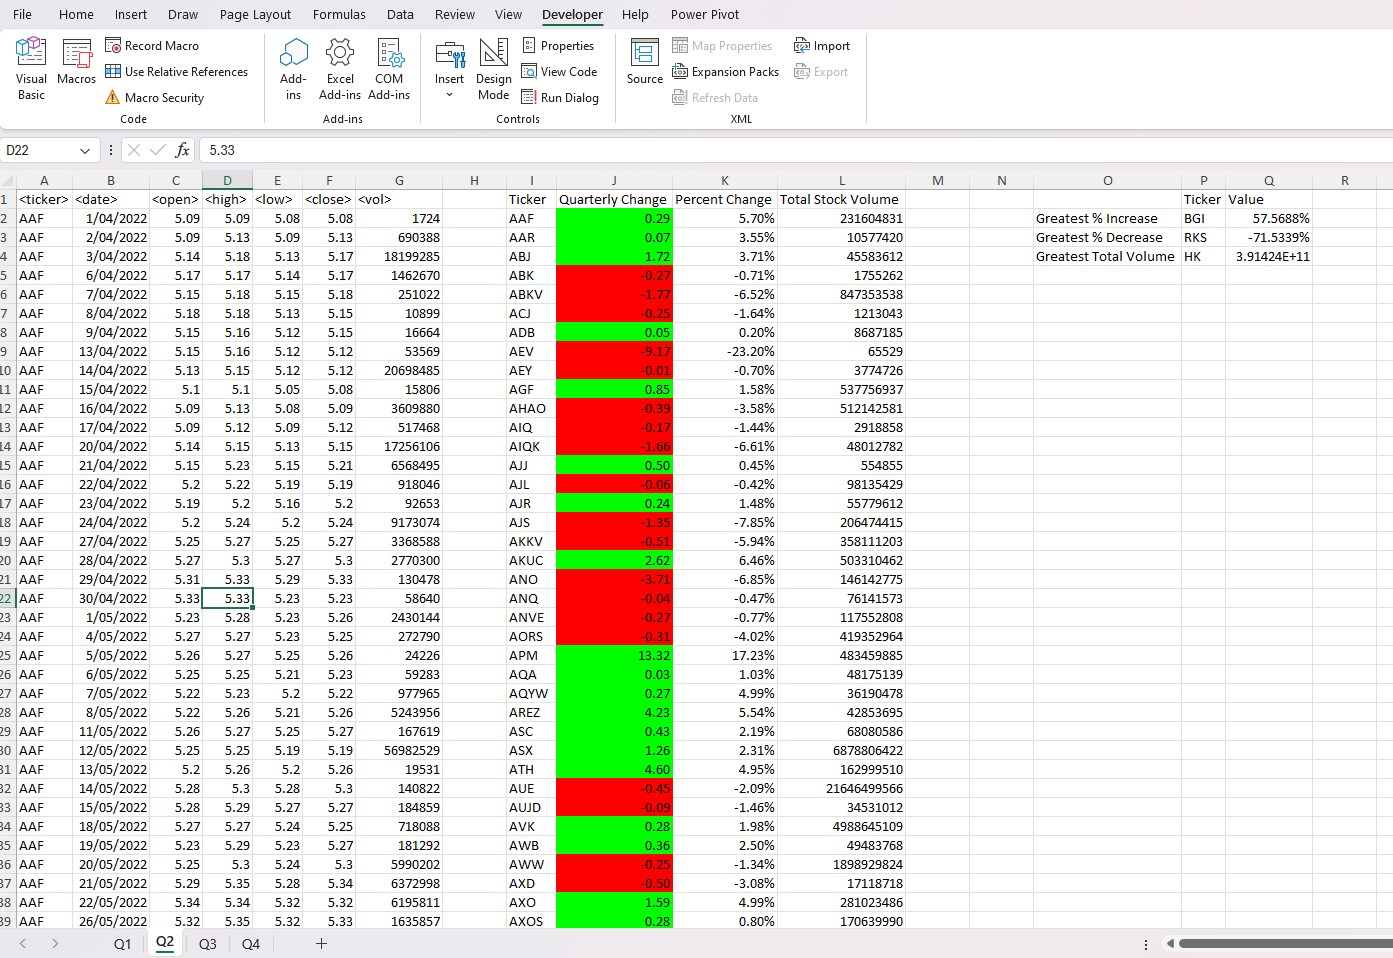 File Home Insert Draw Page Layout Formulas Data Review View Developer Help Power Pivot
Visual Basic Macros Record Macro Use Relative References Macro Security Code
Add-ins Excel Add-ins COM Add-ins Add-ins
Insert Design Mode Properties View Code Run Dialog Controls
Source Map Properties Expansion Packs Refresh Data Import Export XML
D22 fx 5.33
A B C D E F G H I J K L M N O P Q R
1 <ticker> <date> <open> <high> <low> <close> <vol> Ticker Quarterly Change Percent Change Total Stock Volume Ticker Value
2 AAF 1/04/2022 5.09 5.09 5.08 5.08 1724 AAF 0.29 5.70% 231604831 Greatest % Increase BGI 57.5688%
3 AAF 2/04/2022 5.09 5.13 5.09 5.13 690388 AAR 0.07 3.55% 10577420 Greatest % Decrease RKS -71.5339%
4 AAF 3/04/2022 5.14 5.18 5.13 5.17 18199285 ABJ 1.72 3.71% 45583612 Greatest Total Volume HK 3.91424E+11
5 AAF 6/04/2022 5.17 5.17 5.14 5.17 1462670 ABK -0.27 -0.71% 1755262
6 AAF 7/04/2022 5.15 5.18 5.15 5.18 251022 ABKV -1.77 -6.52% 847353538
7 AAF 8/04/2022 5.18 5.18 5.13 5.15 10899 ACJ -0.25 -1.64% 1213043
8 AAF 9/04/2022 5.15 5.16 5.12 5.15 16664 ADB 0.05 0.20% 8687185
9 AAF 13/04/2022 5.15 5.16 5.12 5.12 53569 AEV -9.17 -23.20% 65529
10 AAF 14/04/2022 5.13 5.15 5.12 5.12 20698485 AEY -0.01 -0.70% 3774726
11 AAF 15/04/2022 5.1 5.1 5.05 5.08 15806 AGF 0.85 1.58% 537756937
12 AAF 16/04/2022 5.09 5.13 5.08 5.09 3609880 AHAO -0.39 -3.58% 512142581
13 AAF 17/04/2022 5.09 5.12 5.09 5.12 517468 AIQ -0.17 -1.44% 2918858
14 AAF 20/04/2022 5.14 5.15 5.13 5.15 17256106 AIQK -1.66 -6.61% 48012782
15 AAF 21/04/2022 5.15 5.23 5.15 5.21 6568495 AJJ 0.50 0.45% 554855
16 AAF 22/04/2022 5.2 5.22 5.19 5.19 918046 AJL -0.06 -0.42% 98135429
17 AAF 23/04/2022 5.19 5.2 5.16 5.2 92653 AJR 0.24 1.48% 55779612
18 AAF 24/04/2022 5.2 5.24 5.2 5.24 9173074 AJS -1.35 -7.85% 206474415
19 AAF 27/04/2022 5.25 5.27 5.25 5.27 3368588 AKKV -0.51 -5.94% 358111203
20 AAF 28/04/2022 5.27 5.3 5.27 5.3 2770300 AKUC 2.62 6.46% 503310462
21 AAF 29/04/2022 5.31 5.33 5.29 5.33 130478 ANO -3.71 -6.85% 146142775
22 AAF 30/04/2022 5.33 5.33 5.23 5.23 58640 ANQ -0.04 -0.47% 76141573
23 AAF 1/05/2022 5.23 5.28 5.23 5.26 2430144 ANVE -0.27 -0.77% 117552808
24 AAF 4/05/2022 5.27 5.27 5.23 5.25 272790 AORS -0.31 -4.02% 419352964
25 AAF 5/05/2022 5.26 5.27 5.25 5.26 24226 APM 13.32 17.23% 483459885
26 AAF 6/05/2022 5.25 5.25 5.21 5.23 59283 AQA 0.03 1.03% 48175139
27 AAF 7/05/2022 5.22 5.23 5.2 5.22 977965 AQYW 0.27 4.99% 36190478
28 AAF 8/05/2022 5.22 5.26 5.21 5.26 5243956 AREZ 4.23 5.54% 42853695
29 AAF 11/05/2022 5.26 5.27 5.25 5.27 167619 ASC 0.43 2.19% 68080586
30 AAF 12/05/2022 5.25 5.25 5.19 5.19 56982529 ASX 1.26 2.31% 6878806422
31 AAF 13/05/2022 5.2 5.26 5.2 5.26 19531 ATH 4.60 4.95% 162999510
32 AAF 14/05/2022 5.28 5.3 5.28 5.3 140822 AUE -0.45 -2.09% 21646499566
33 AAF 15/05/2022 5.28 5.29 5.27 5.27 184859 AUJD -0.09 -1.46% 34531012
34 AAF 18/05/2022 5.27 5.27 5.24 5.25 718088 AVK 0.28 1.98% 4988645109
35 AAF 19/05/2022 5.23 5.29 5.23 5.27 181292 AWB 0.36 2.50% 49483768
36 AAF 20/05/2022 5.25 5.3 5.24 5.3 5990202 AWW -0.25 -1.34% 1898929824
37 AAF 21/05/2022 5.29 5.35 5.28 5.34 6372998 AXD -0.50 -3.08% 17118718
38 AAF 22/05/2022 5.34 5.34 5.32 5.32 6195811 AXO 1.59 4.99% 281023486
39 AAF 26/05/2022 5.32 5.35 5.32 5.33 1635857 AXOS 0.28 0.80% 170639990
Q1 Q2 Q3 Q4 +